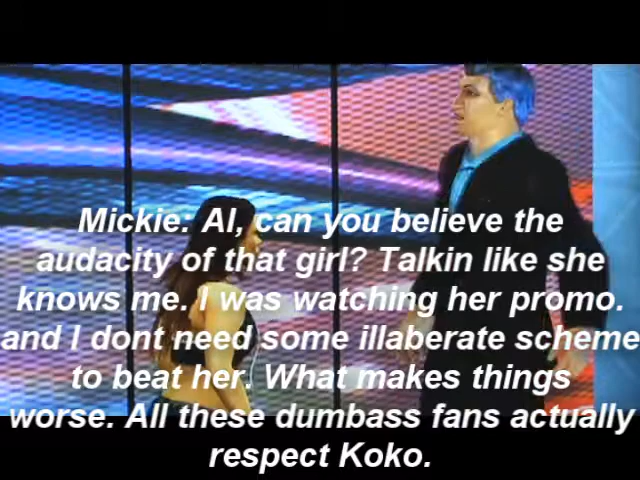 Mickie: Al, can you believe the
audacity of that girl? Talkin like she
knows me. I was watching her promo.
and I dont need some illaberate scheme
to beat her. What makes things
worse. All these dumbass fans actually
respect Koko.